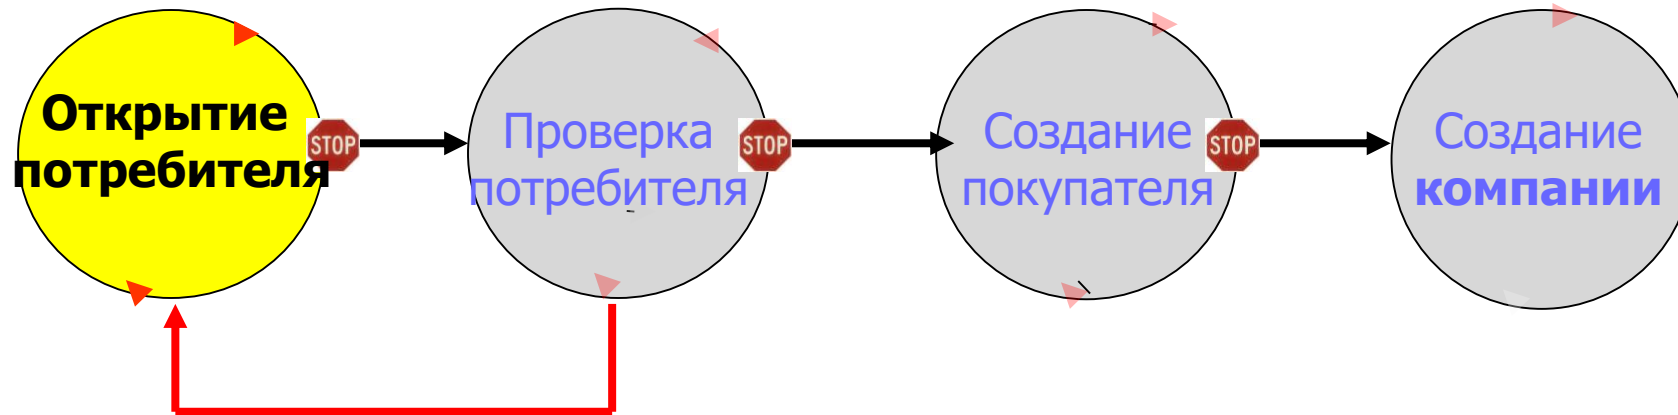 Открытие
потребителя
STOP
Проверка
потребителя
STOP
Создание
покупателя
STOP
Создание
компании